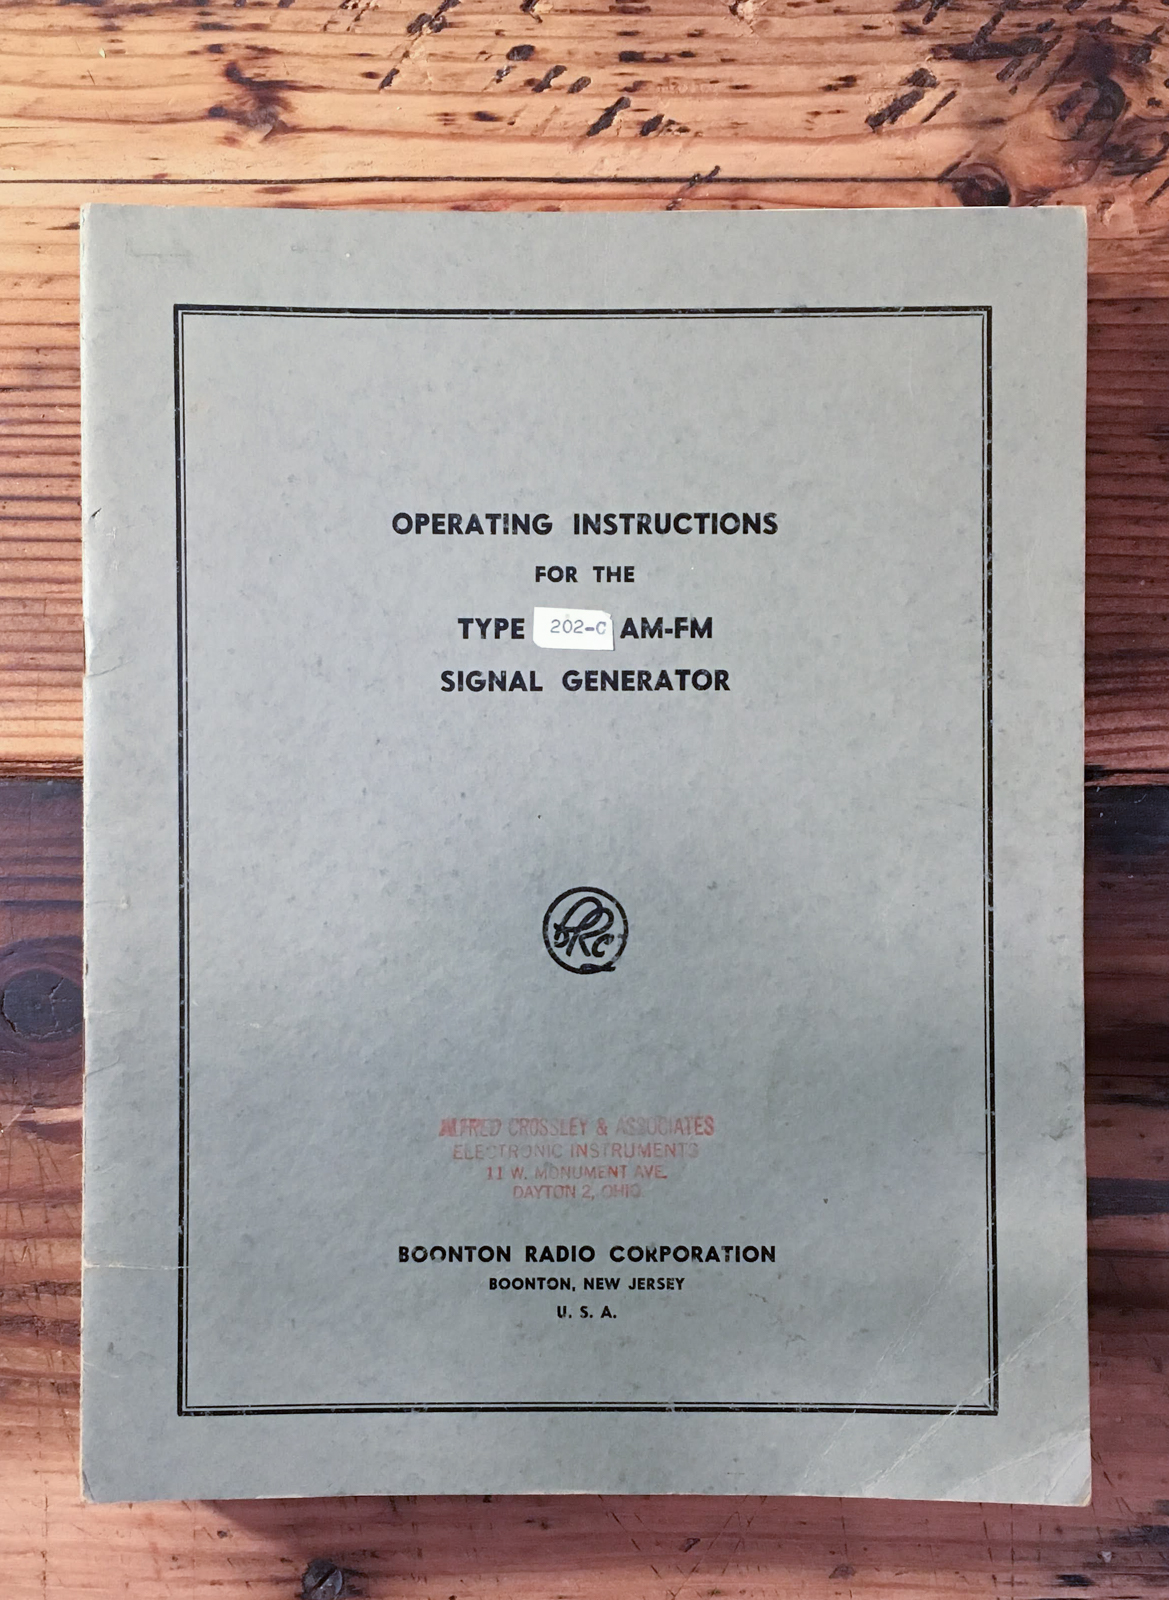 OPERATING INSTRUCTIONS
FOR THE
TYPE 202-C AM-FM
SIGNAL GENERATOR
BRC
ALFRED CROSSLEY & ASSOCIATES
ELECTRONIC INSTRUMENTS
11 W. MONUMENT AVE.
DAYTON 2, OHIO
BOONTON RADIO CORPORATION
BOONTON, NEW JERSEY
U. S. A.